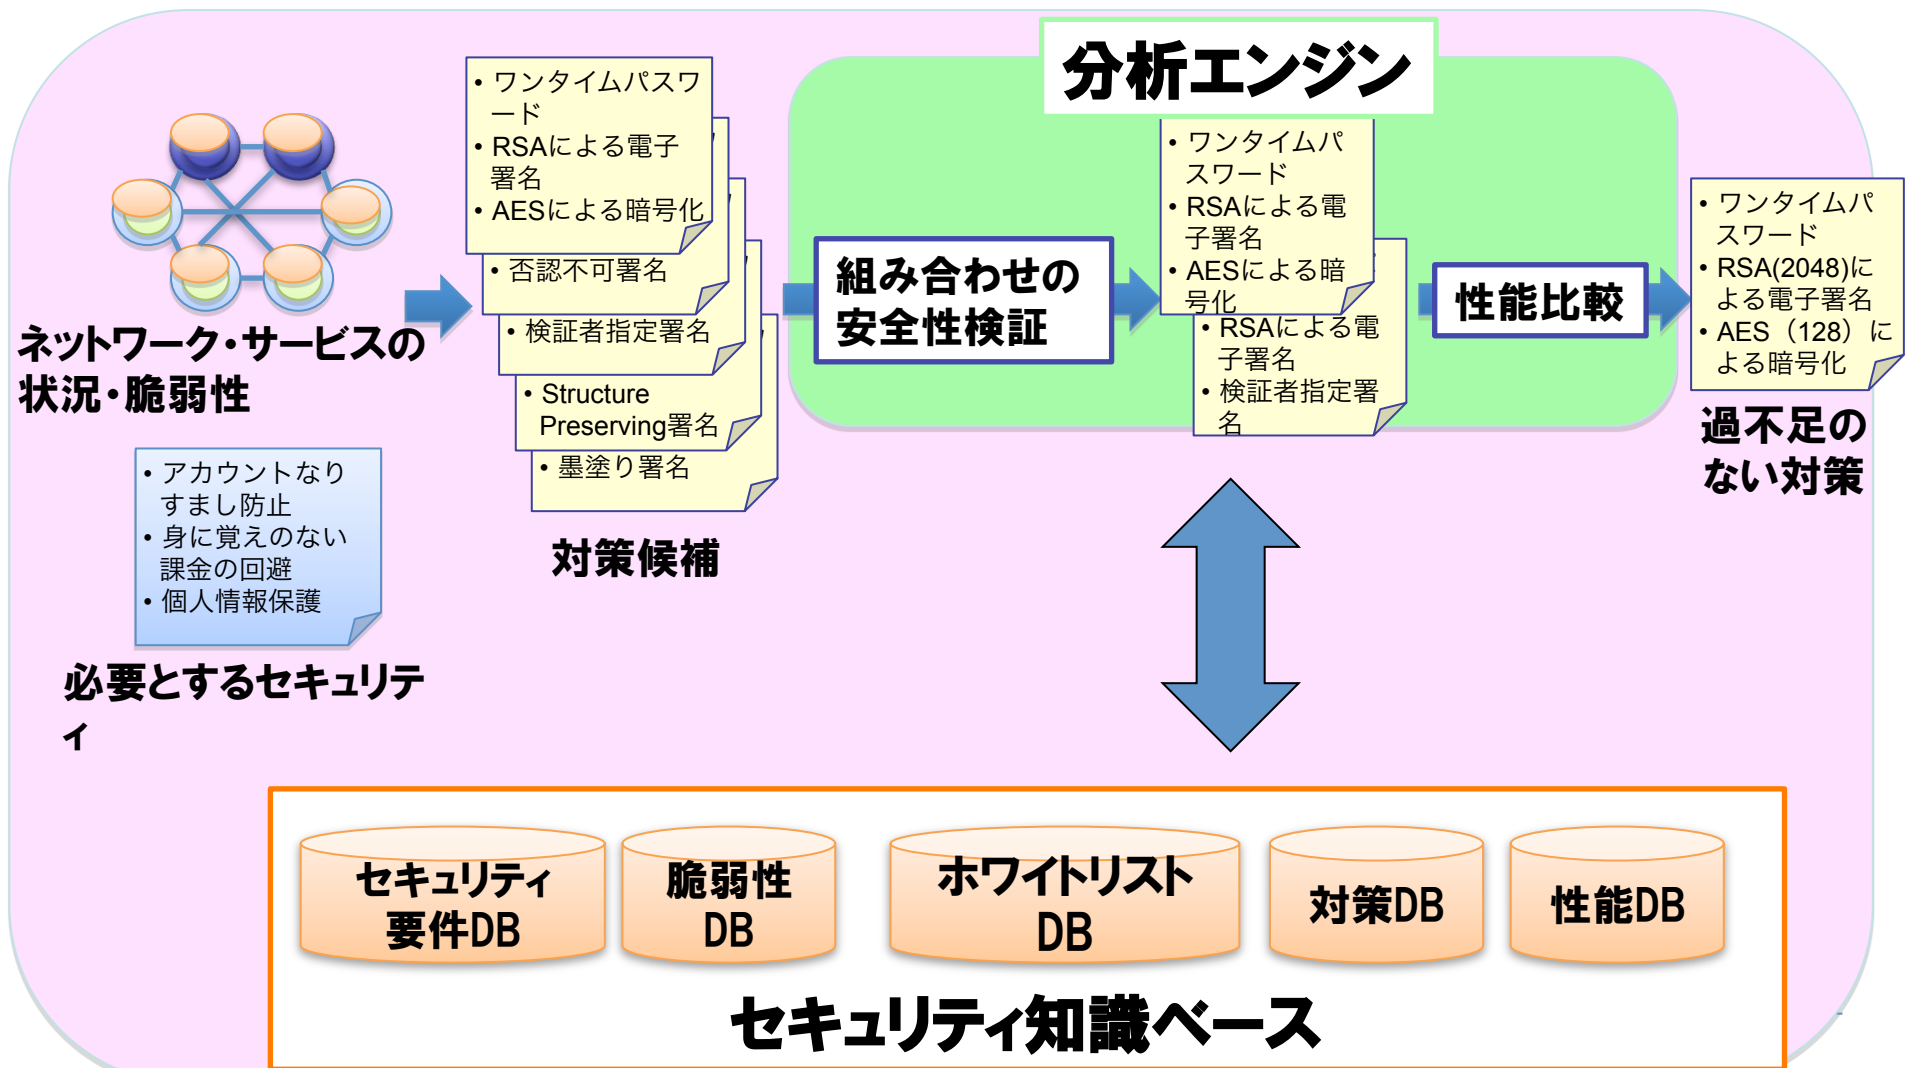 分析エンジン
• ワンタイムパスワ
ード
• RSAによる電子
署名
• AESによる暗号化
• 否認不可署名
• 検証者指定署名
• Structure
Preserving署名
• 墨塗り署名
対策候補
ネットワーク・サービスの
状況・脆弱性
• アカウントなり
すまし防止
• 身に覚えのない
課金の回避
• 個人情報保護
必要とするセキュリテ
ィ
組み合わせの
安全性検証
• ワンタイムパ
スワード
• RSAによる電
子署名
• AESによる暗
号化
• RSAによる電
子署名
• 検証者指定署
名
性能比較
• ワンタイムパ
スワード
• RSA(2048)に
よる電子署名
• AES（128）に
よる暗号化
過不足の
ない対策
セキュリティ
要件DB
脆弱性
DB
ホワイトリスト
DB
対策DB
性能DB
セキュリティ知識ベース